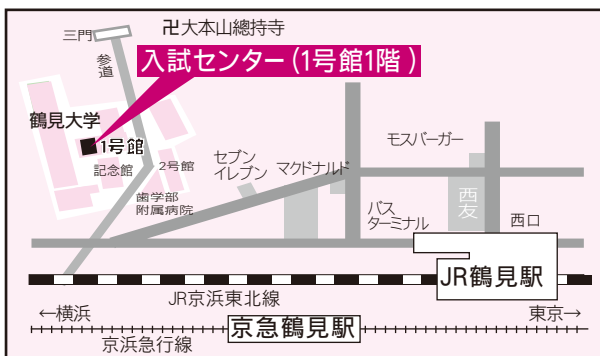 三門
卍大本山總持寺
参道
入試センター(1号館1階 )
鶴見大学
1号館
記念館
2号館
歯学部
附属病院
セブン
イレブン
マクドナルド
モスバーガー
バス
ターミナル
西友
西口
JR鶴見駅
JR京浜東北線
←横浜
東京→
京急鶴見駅
京浜急行線